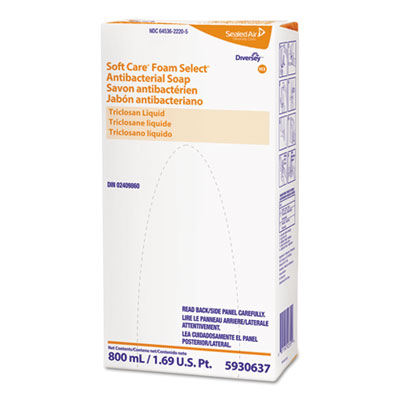 NDC 64536-2220-5
Sealed Air
Diversey
Soft Care® Foam Select®
Antibacterial Soap
Savon antibactérien
Jabón antibacteriano
Triclosan Liquid
Triclosane liquide
Triclosano líquido
DIN 02409060
READ BACK/SIDE PANEL CAREFULLY.
LIRE LE PANNEAU ARRIERE/LATERALE
ATTENTIVEMENT.
LEA CUIDADOSAMENTE EL PANEL
POSTERIOR/LATERAL.
Net Contents/Contenu net/Contenido neto
800 mL / 1.69 U.S. Pt.
5930637